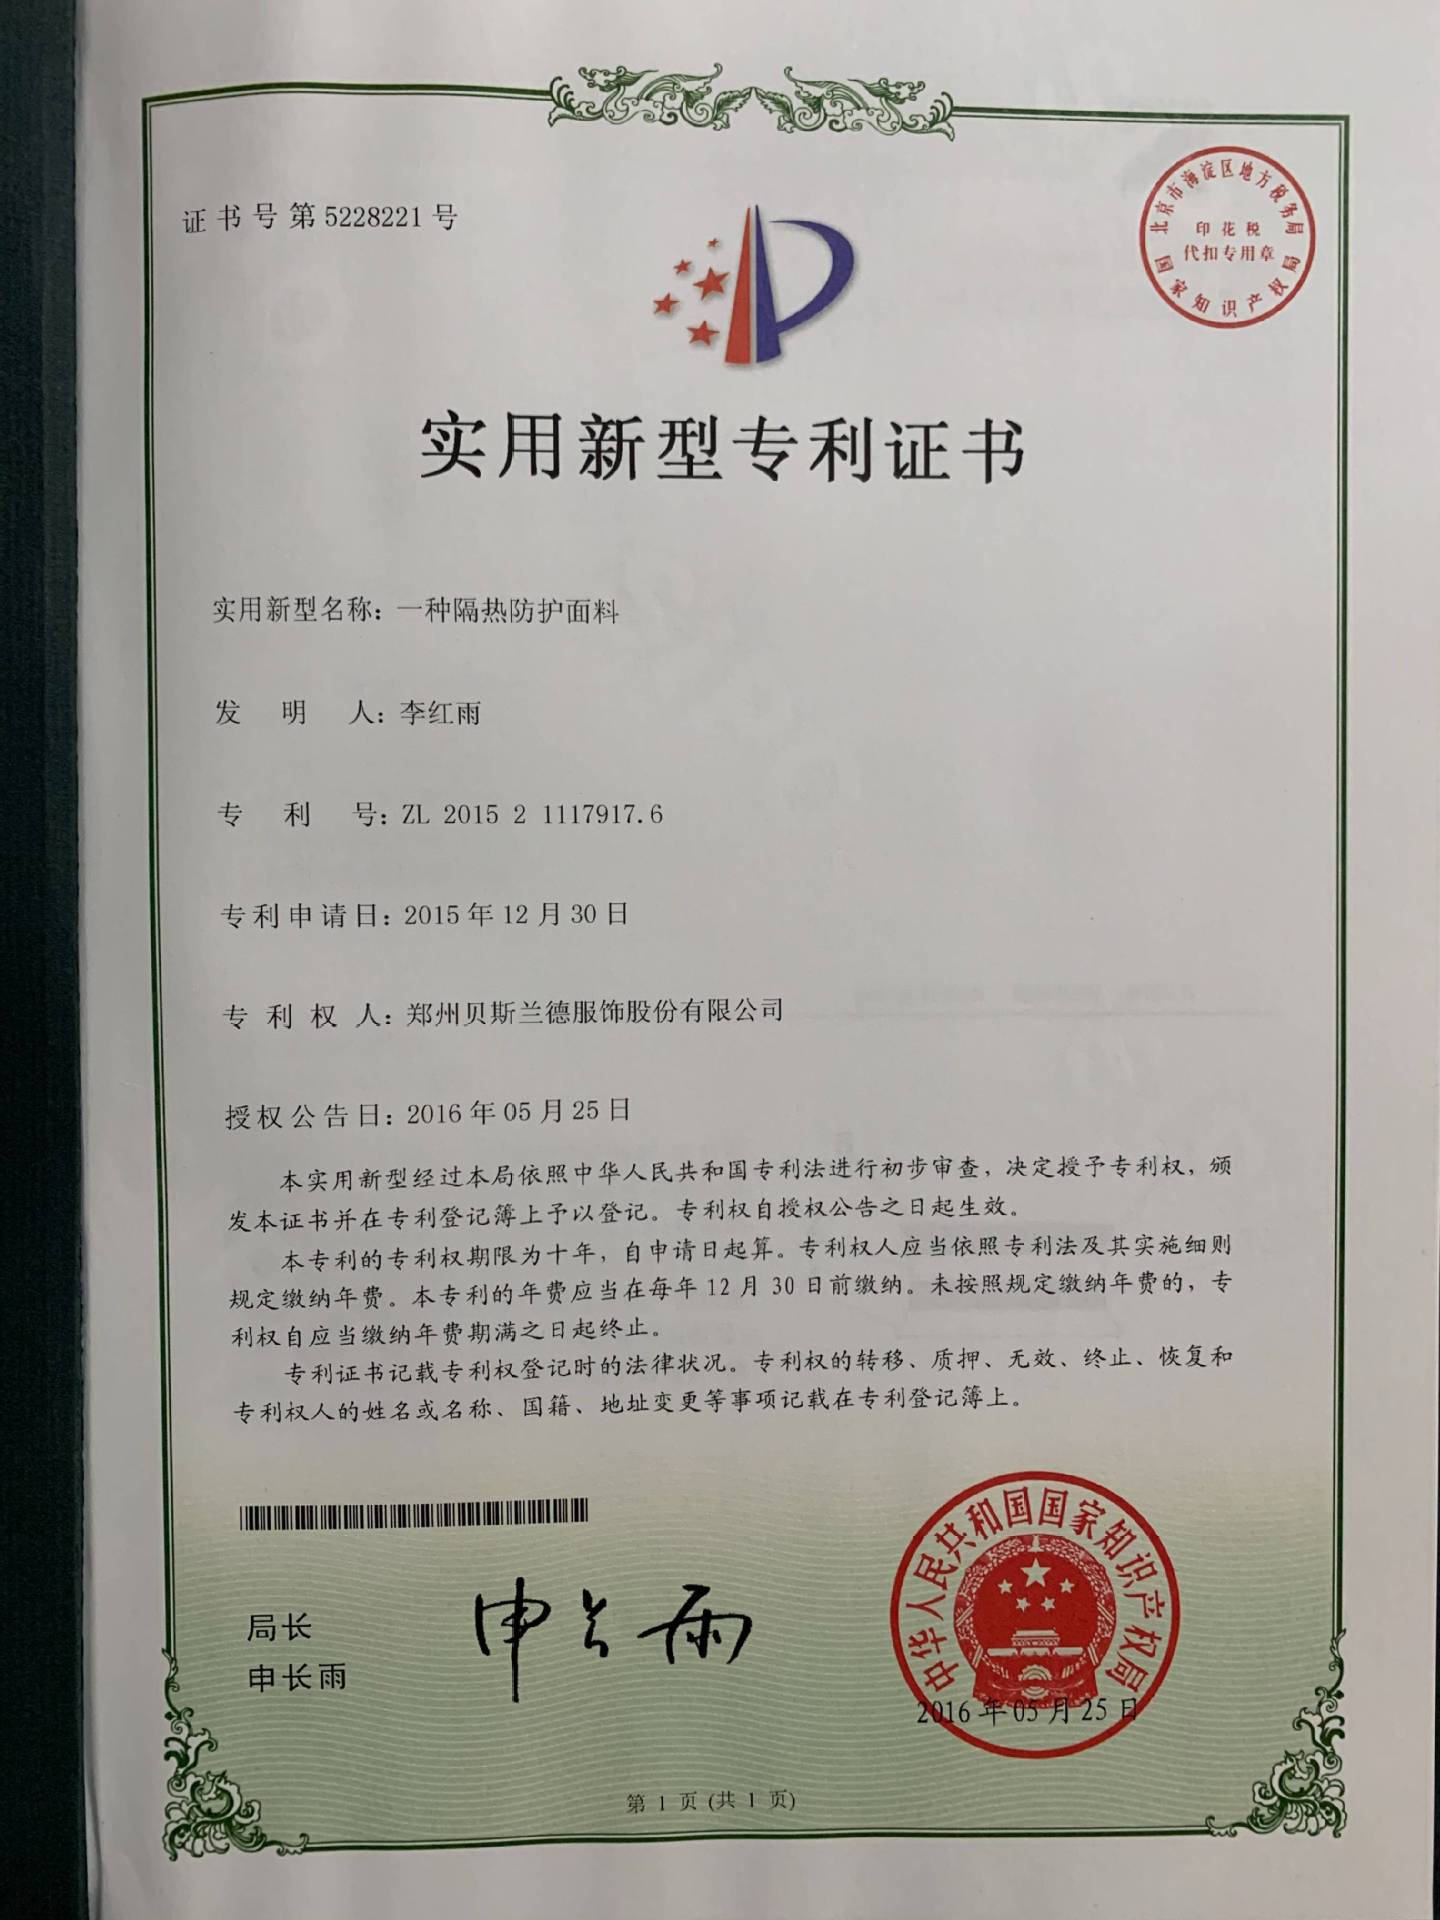 证书号第5228221号
北京市海淀区地方税务局
印花税
代扣专用章
国家知识产权局
实用新型专利证书
实用新型名称：一种隔热防护面料
发明人：李红雨
专利号：ZL 2015 2 1117917.6
专利申请日：2015年12月30日
专利权人：郑州贝斯兰德服饰股份有限公司
授权公告日：2016年05月25日
本实用新型经过本局依照中华人民共和国专利法进行初步审查，决定授予专利权，颁
发本证书并在专利登记簿上予以登记。专利权自授权公告之日起生效。
本专利的专利权期限为十年，自申请日起算。专利权人应当依照专利法及其实施细则
规定缴纳年费。本专利的年费应当在每年12月30日前缴纳。未按照规定缴纳年费的，专
利权自应当缴纳年费期满之日起终止。
专利证书记载专利权登记时的法律状况。专利权的转移、质押、无效、终止、恢复和
专利权人的姓名或名称、国籍、地址变更等事项记载在专利登记簿上。
局长
申长雨
申长雨
中华人民共和国国家知识产权局
2016年05月25日
第 1 页 (共 1 页)